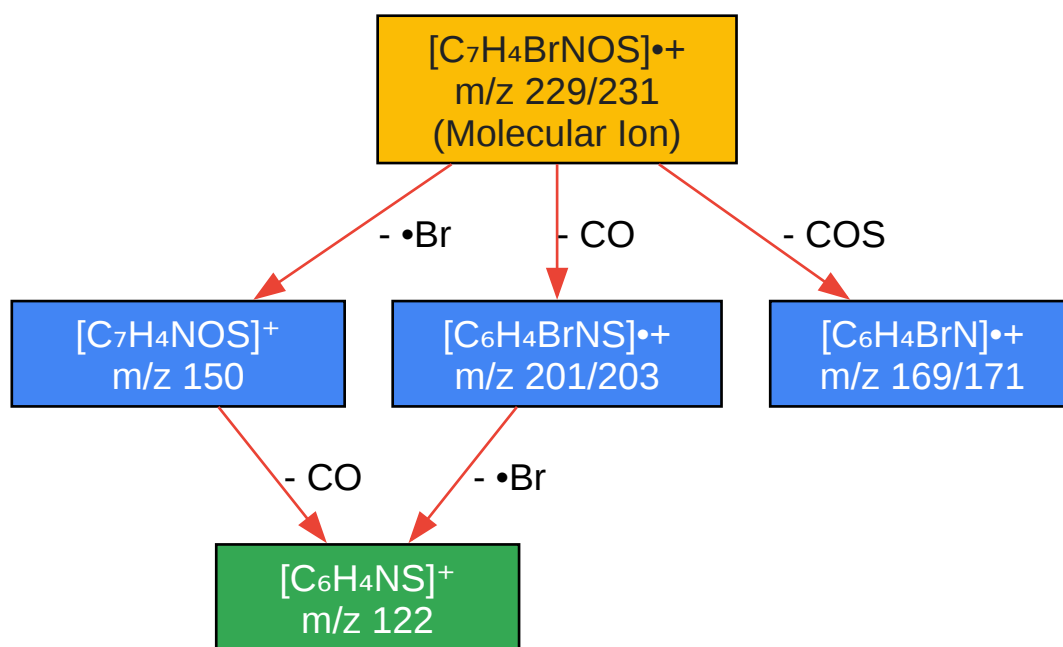 [C₇H₄BrNOS]•+
m/z 229/231
(Molecular Ion)
- •Br
- CO
- COS
[C₇H₄NOS]⁺
m/z 150
[C₆H₄BrNS]•+
m/z 201/203
[C₆H₄BrN]•+
m/z 169/171
- CO
- •Br
[C₆H₄NS]⁺
m/z 122